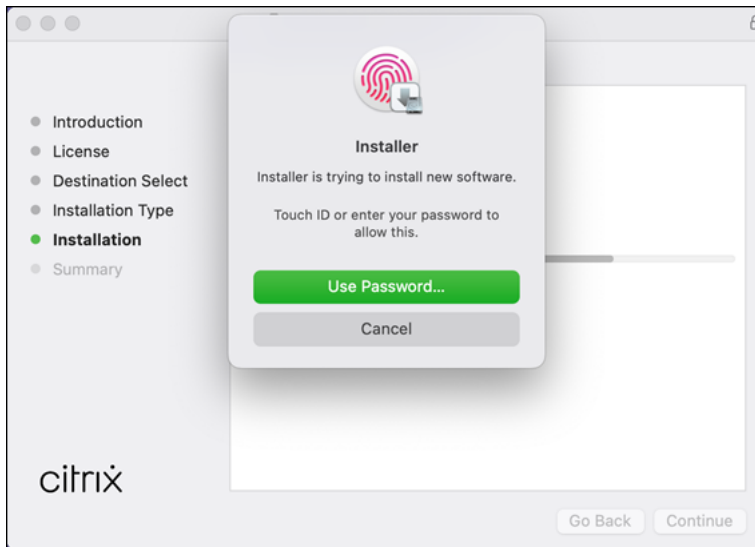 Introduction
License
Destination Select
Installation Type
Installation
Summary
citrix
Installer
Installer is trying to install new software.
Touch ID or enter your password to
allow this.
Use Password...
Cancel
Go Back
Continue